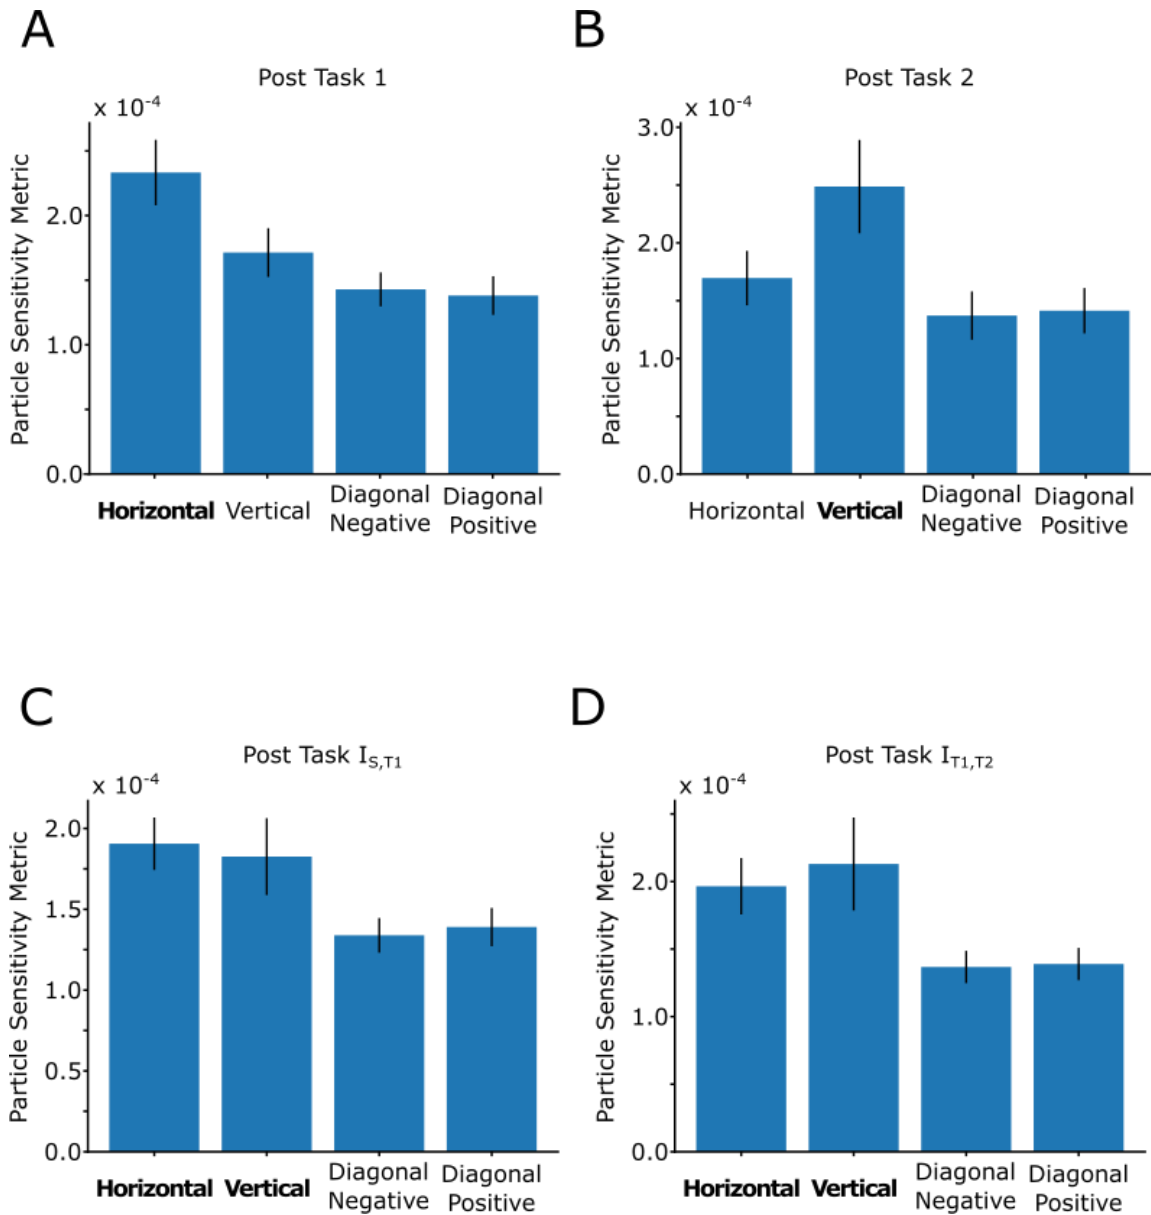 A
Post Task 1
x 10⁻⁴
Particle Sensitivity Metric
2.0
1.0
0.0
Horizontal
Vertical
Diagonal
Negative
Diagonal
Positive
B
Post Task 2
x 10⁻⁴
Particle Sensitivity Metric
3.0
2.0
1.0
0.0
Horizontal
Vertical
Diagonal
Negative
Diagonal
Positive
C
Post Task I_S,T1
x 10⁻⁴
Particle Sensitivity Metric
2.0
1.5
1.0
0.5
0.0
Horizontal
Vertical
Diagonal
Negative
Diagonal
Positive
D
Post Task I_T1,T2
x 10⁻⁴
Particle Sensitivity Metric
2.0
1.0
0.0
Horizontal
Vertical
Diagonal
Negative
Diagonal
Positive